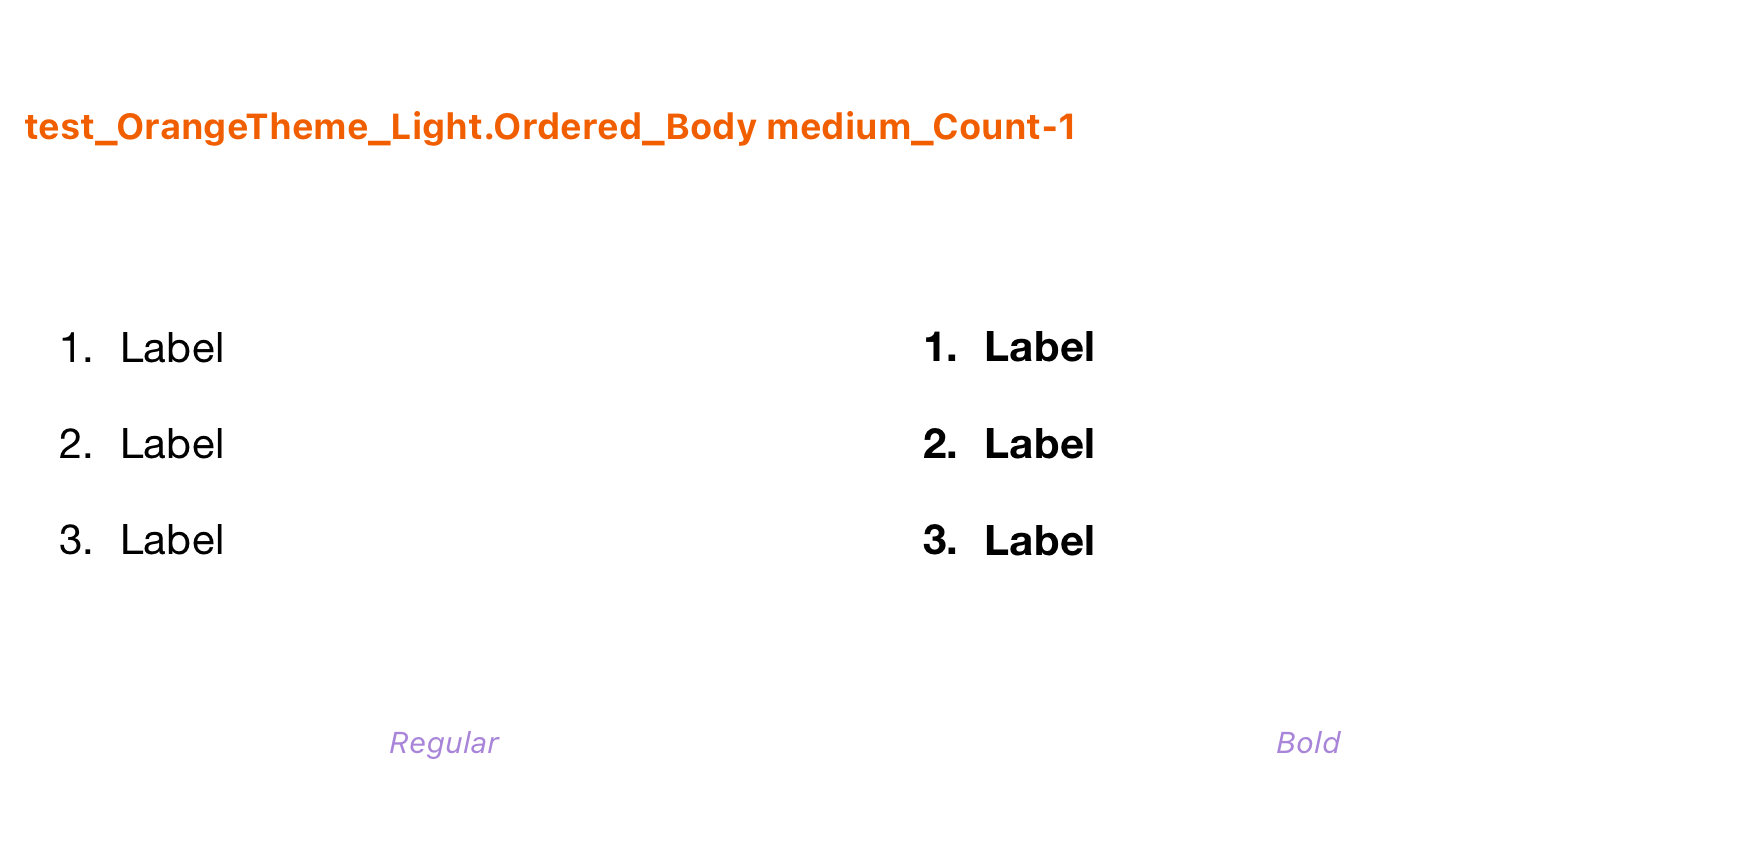 test_OrangeTheme_Light.Ordered_Body medium_Count-1
1. Label
2. Label
3. Label
Regular
1. Label
2. Label
3. Label
Bold